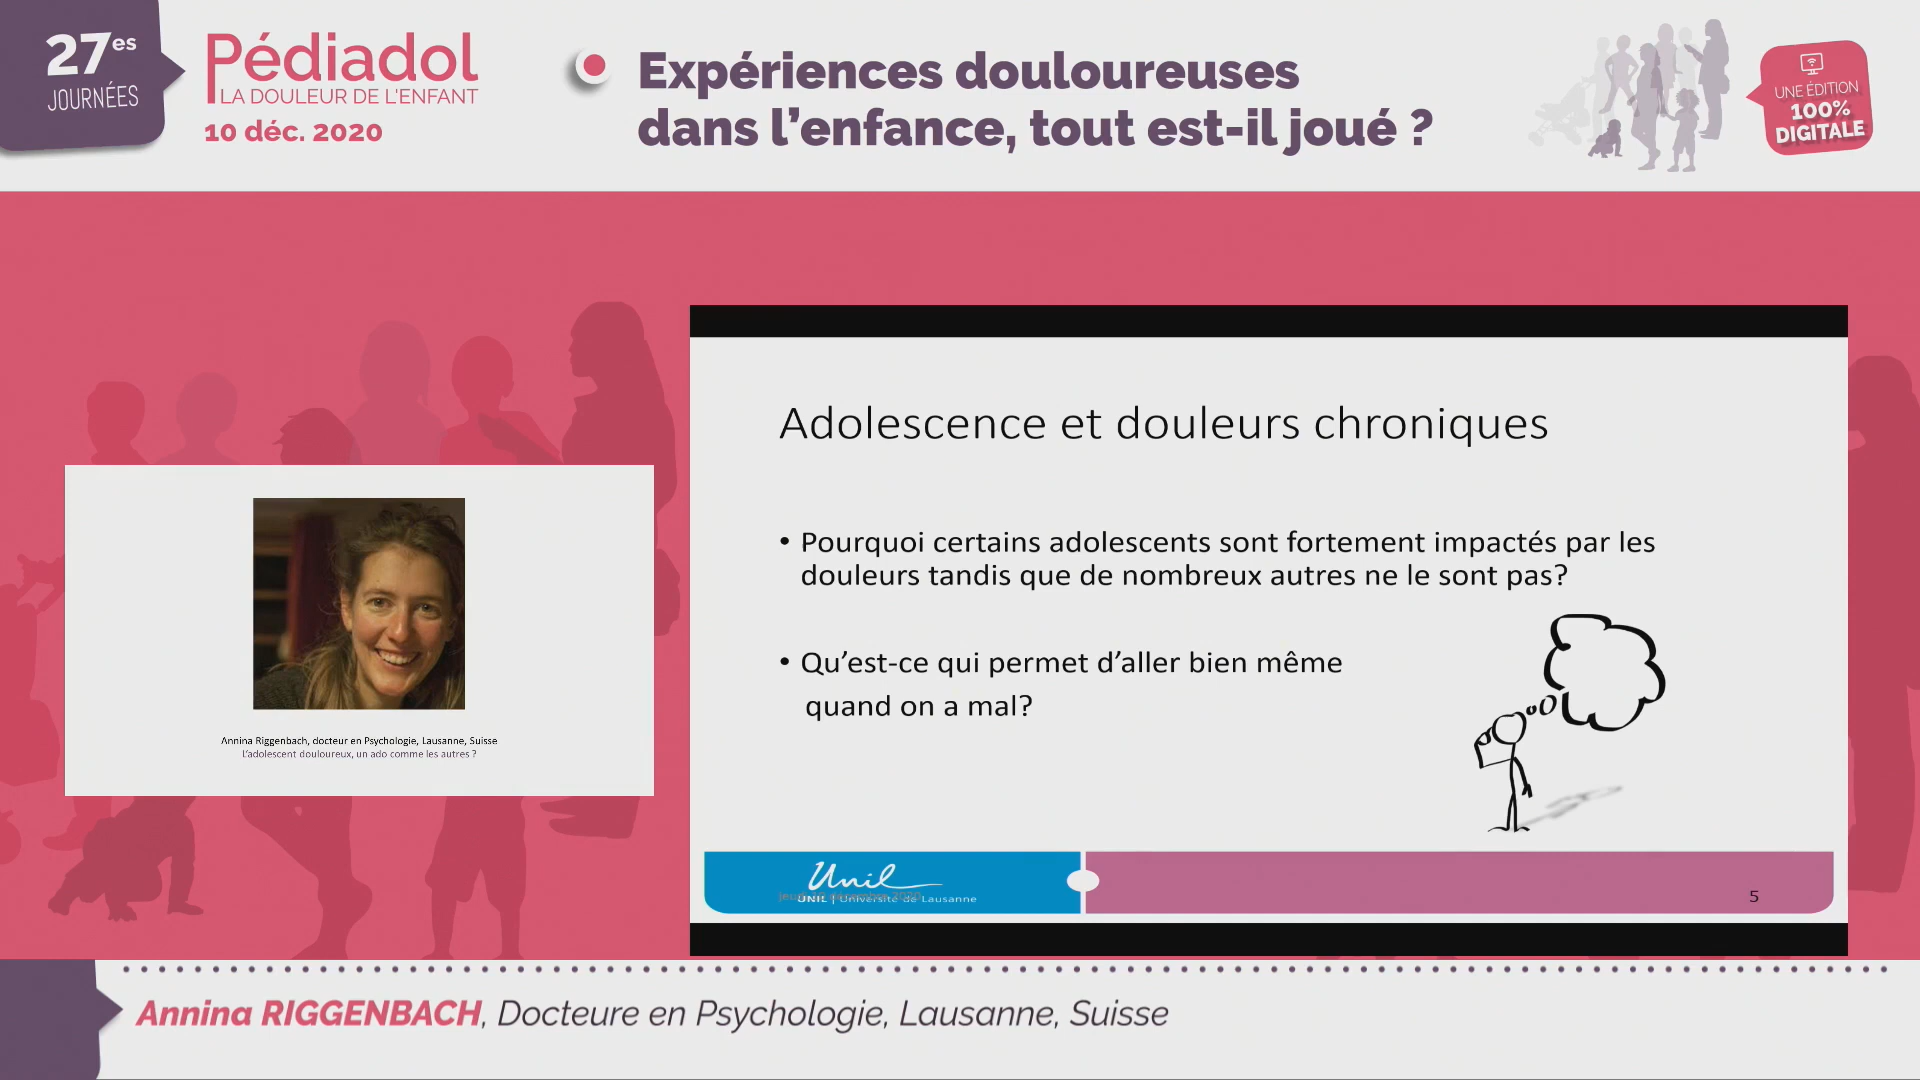 27es
JOURNÉES
Pédiadol
LA DOULEUR DE L'ENFANT
10 déc. 2020
Expériences douloureuses
dans l’enfance, tout est-il joué ?
UNE ÉDITION
100%
DIGITALE
Adolescence et douleurs chroniques
• Pourquoi certains adolescents sont fortement impactés par les
douleurs tandis que de nombreux autres ne le sont pas?
• Qu’est-ce qui permet d’aller bien même
quand on a mal?
Unil
UNIL | Université de Lausanne
5
Annina Riggenbach, docteur en Psychologie, Lausanne, Suisse
L’adolescent douloureux, un ado comme les autres ?
Annina RIGGENBACH, Docteure en Psychologie, Lausanne, Suisse